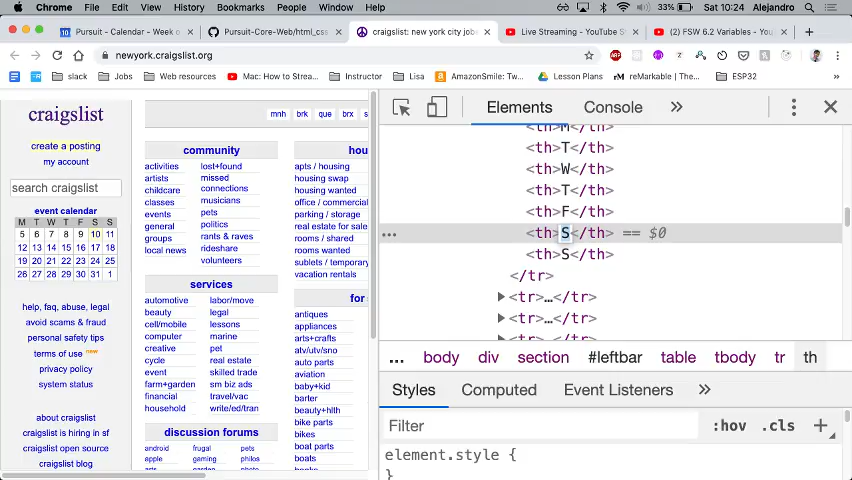 Chrome File Edit View History Bookmarks People Window Help 33% Alejandro Sat 10:24
Pursuit - Calendar - Week o
Pursuit-Core-Web/html_css
craigslist: new york city jobs
Live Streaming - YouTube S
(2) FSW 6.2 Variables - You
newyork.craigslist.org
slack Jobs Web resources Mac: How to Strea... Instructor Lisa AmazonSmile: Tw... Lesson Plans reMarkable | The... ESP32
craigslist
create a posting
my account
search craigslist
event calendar
M T W T F S S
5 6 7 8 9 10 11
12 13 14 15 16 17 18
19 20 21 22 23 24 25
26 27 28 29 30 31 1
help, faq, abuse, legal
avoid scams & fraud
personal safety tips
terms of use new
privacy policy
system status
about craigslist
craigslist is hiring in sf
craigslist open source
craigslist blog
mnh brk que brx s
community
activities
artists
childcare
classes
events
general
groups
local news
lost+found
missed
connections
musicians
pets
politics
rants & raves
rideshare
volunteers
services
automotive
beauty
cell/mobile
computer
creative
cycle
event
farm+garden
financial
household
labor/move
legal
lessons
marine
pet
real estate
skilled trade
sm biz ads
travel/vac
write/ed/tran
discussion forums
android
apple
arts
frugal
gaming
garden
pets
philos
hou
apts / housing
housing swap
housing wanted
office / commercial
parking / storage
real estate for sale
rooms / shared
rooms wanted
sublets / temporary
vacation rentals
for s
antiques
appliances
arts+crafts
atv/utv/sno
auto parts
aviation
baby+kid
barter
beauty+hlth
bike parts
bikes
boat parts
boats
books
Elements Console »
<th>M</th>
<th>T</th>
<th>W</th>
<th>T</th>
<th>F</th>
... <th>S</th> == $0
<th>S</th>
</tr>
<tr>…</tr>
<tr>…</tr>
... body div section #leftbar table tbody tr th
Styles Computed Event Listeners »
Filter :hov .cls +
element.style {
}